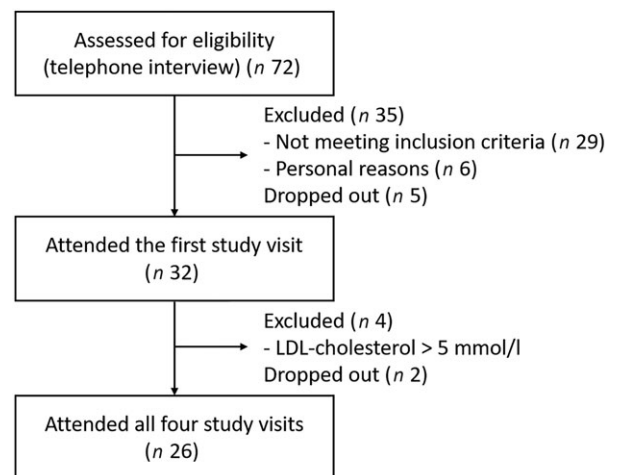 Assessed for eligibility
(telephone interview) (n 72)
Excluded (n 35)
- Not meeting inclusion criteria (n 29)
- Personal reasons (n 6)
Dropped out (n 5)
Attended the first study visit
(n 32)
Excluded (n 4)
- LDL-cholesterol > 5 mmol/l
Dropped out (n 2)
Attended all four study visits
(n 26)